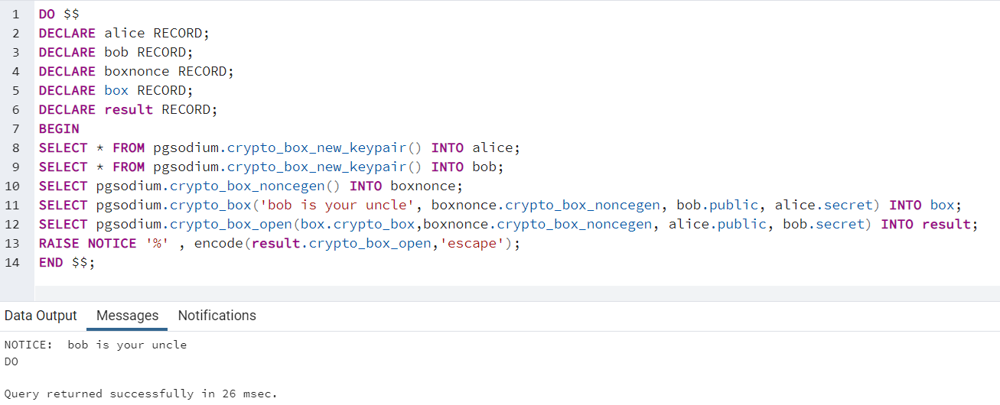 1 DO $$
2 DECLARE alice RECORD;
3 DECLARE bob RECORD;
4 DECLARE boxnonce RECORD;
5 DECLARE box RECORD;
6 DECLARE result RECORD;
7 BEGIN
8 SELECT * FROM pgsodium.crypto_box_new_keypair() INTO alice;
9 SELECT * FROM pgsodium.crypto_box_new_keypair() INTO bob;
10 SELECT pgsodium.crypto_box_noncegen() INTO boxnonce;
11 SELECT pgsodium.crypto_box('bob is your uncle', boxnonce.crypto_box_noncegen, bob.public, alice.secret) INTO box;
12 SELECT pgsodium.crypto_box_open(box.crypto_box,boxnonce.crypto_box_noncegen, alice.public, bob.secret) INTO result;
13 RAISE NOTICE '%' , encode(result.crypto_box_open,'escape');
14 END $$;
Data Output Messages Notifications
NOTICE:  bob is your uncle
DO
Query returned successfully in 26 msec.